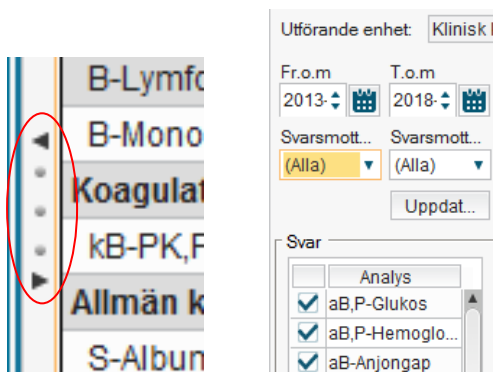 B-Lymfo
B-Mono
Koagulat
kB-PK,P
Allmän k
S-Album
Utförande enhet: Klinisk
Fr.o.m T.o.m
2013- 2018-
Svarsmott... Svarsmott...
(Alla) (Alla)
Uppdat...
Svar
Analys
aB,P-Glukos
aB,P-Hemoglo...
aB-Anjongap